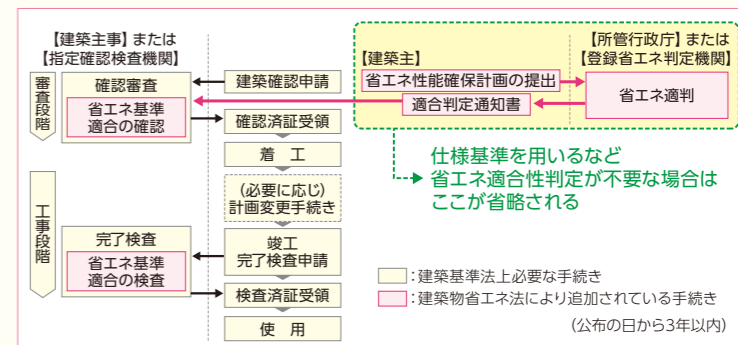 【建築主事】または
【指定確認検査機関】
【建築主】
【所管行政庁】または
【登録省エネ判定機関】
審査段階
確認審査
省エネ基準
適合の確認
建築確認申請
確認済証受領
着 工
省エネ性能確保計画の提出
適合判定通知書
省エネ適判
仕様基準を用いるなど
省エネ適合性判定が不要な場合は
ここが省略される
(必要に応じ)
計画変更手続き
工事段階
完了検査
省エネ基準
適合の検査
竣工
完了検査申請
検査済証受領
使 用
:建築基準法上必要な手続き
:建築物省エネ法により追加されている手続き
(公布の日から3年以内)